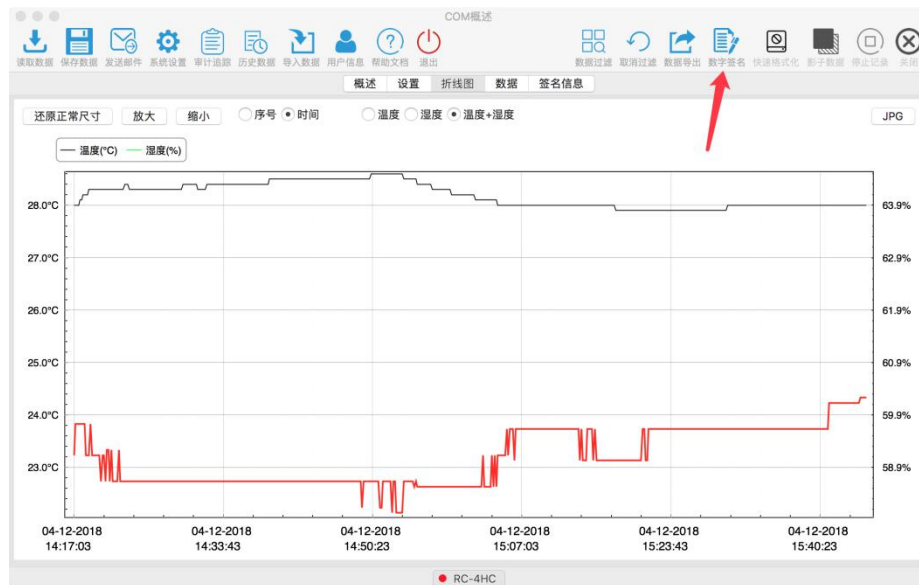 COM概述
读取数据 保存数据 发送邮件 系统设置 审计追踪 历史数据 导入数据 用户信息 帮助文档 退出 数据过滤 取消过滤 数据导出 数字签名 快速格式化 影子数据 停止记录 关闭
概述 设置 折线图 数据 签名信息
还原正常尺寸 放大 缩小 序号 时间 温度 湿度 温度+湿度 JPG
温度(°C) 湿度(%)
28.0°C 63.9%
27.0°C 62.9%
26.0°C 61.9%
25.0°C 60.9%
24.0°C 59.9%
23.0°C 58.9%
04-12-2018 04-12-2018 04-12-2018 04-12-2018 04-12-2018 04-12-2018
14:17:03 14:33:43 14:50:23 15:07:03 15:23:43 15:40:23
RC-4HC